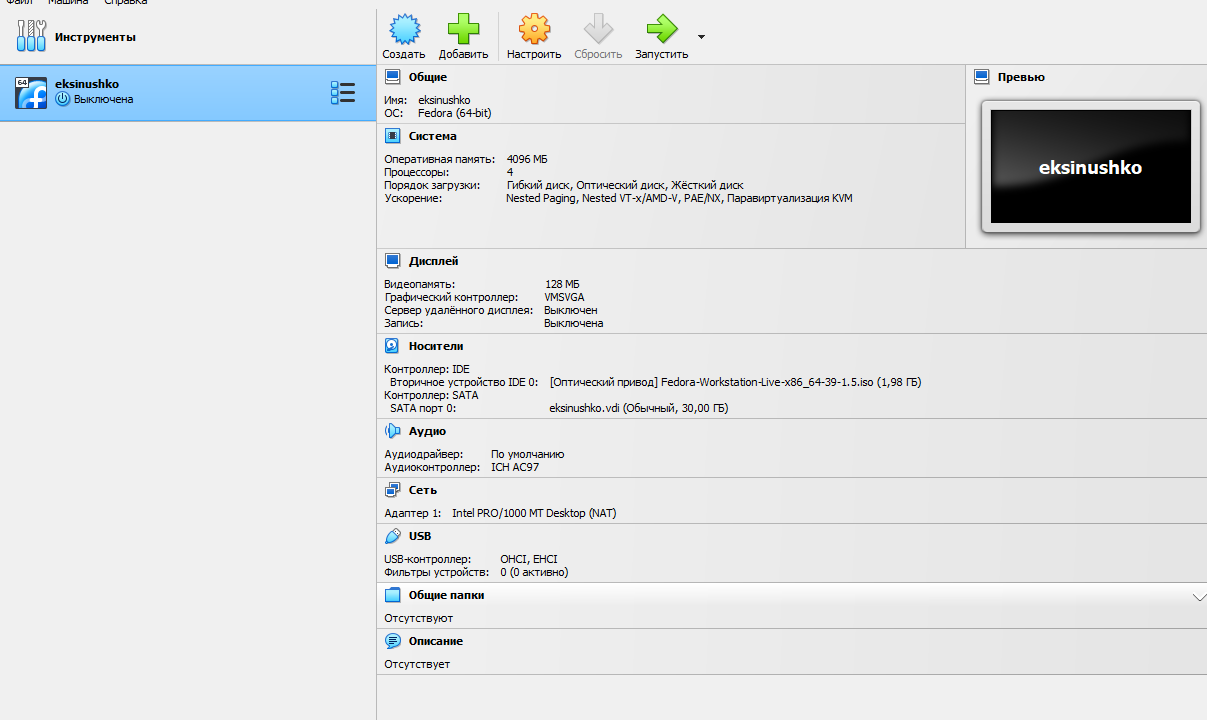 Файл Машина Справка
Инструменты
Создать Добавить Настроить Сбросить Запустить
64
eksinushko
Выключена
Общие
Имя: eksinushko
ОС: Fedora (64-bit)
Превью
eksinushko
Система
Оперативная память: 4096 МБ
Процессоры: 4
Порядок загрузки: Гибкий диск, Оптический диск, Жёсткий диск
Ускорение: Nested Paging, Nested VT-x/AMD-V, PAE/NX, Паравиртуализация KVM
Дисплей
Видеопамять: 128 МБ
Графический контроллер: VMSVGA
Сервер удалённого дисплея: Выключен
Запись: Выключена
Носители
Контроллер: IDE
Вторичное устройство IDE 0: [Оптический привод] Fedora-Workstation-Live-x86_64-39-1.5.iso (1,98 ГБ)
Контроллер: SATA
SATA порт 0: eksinushko.vdi (Обычный, 30,00 ГБ)
Аудио
Аудиодрайвер: По умолчанию
Аудиоконтроллер: ICH AC97
Сеть
Адаптер 1: Intel PRO/1000 MT Desktop (NAT)
USB
USB-контроллер: OHCI, EHCI
Фильтры устройств: 0 (0 активно)
Общие папки
Отсутствуют
Описание
Отсутствует